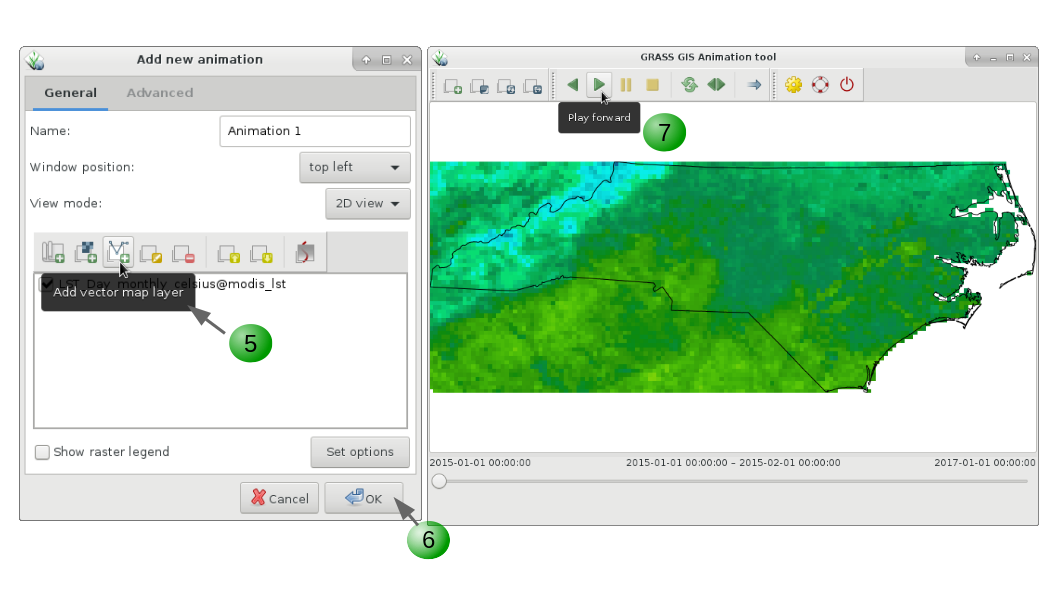 Add new animation
General
Advanced
Name:
Animation 1
Window position:
top left
View mode:
2D view
LST_Day_monthly_celsius@modis_lst
Add vector map layer
5
Show raster legend
Set options
Cancel
OK
6
GRASS GIS Animation tool
Play forward
7
2015-01-01 00:00:00
2015-01-01 00:00:00 – 2015-02-01 00:00:00
2017-01-01 00:00:00